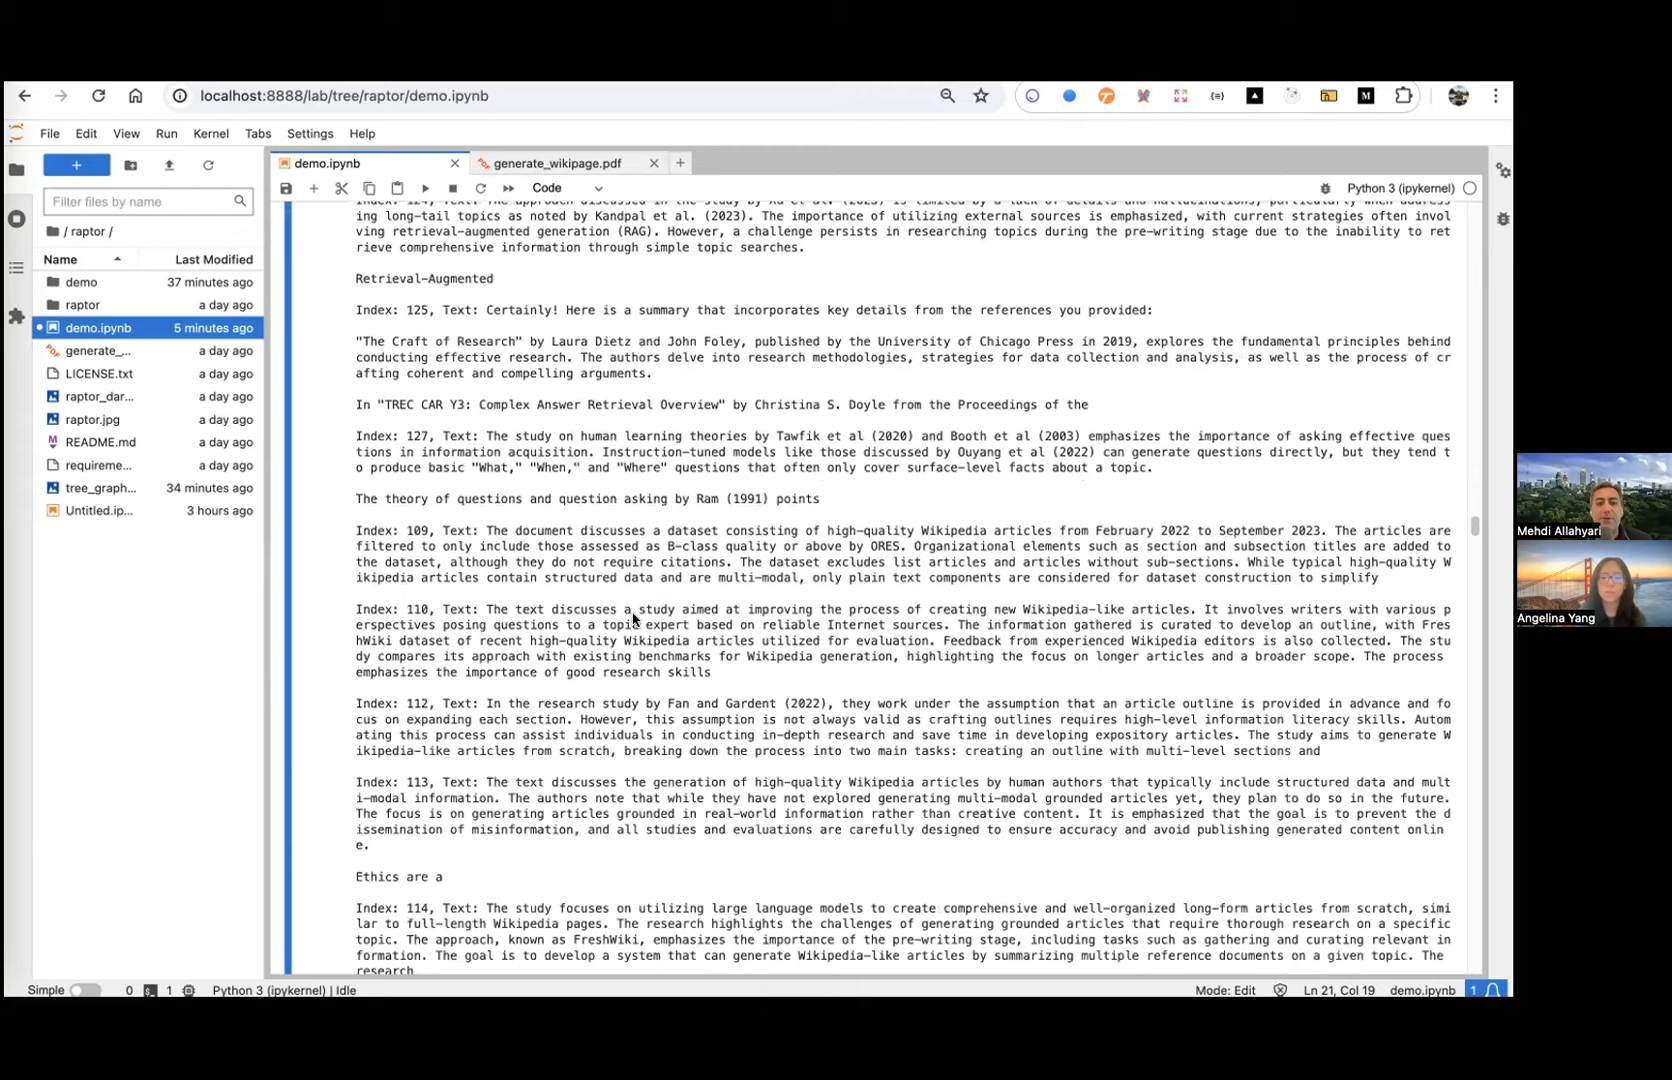 localhost:8888/lab/tree/raptor/demo.ipynb
File Edit View Run Kernel Tabs Settings Help
demo.ipynb
generate_wikipage.pdf
Code
Python 3 (ipykernel)
Filter files by name
/ raptor /
Name Last Modified
demo 37 minutes ago
raptor a day ago
demo.ipynb 5 minutes ago
generate_... a day ago
LICENSE.txt a day ago
raptor_dar... a day ago
raptor.jpg a day ago
README.md a day ago
requireme... a day ago
tree_graph... 34 minutes ago
Untitled.ip... 3 hours ago
ing long-tail topics as noted by Kandpal et al. (2023). The importance of utilizing external sources is emphasized, with current strategies often invol
ving retrieval-augmented generation (RAG). However, a challenge persists in researching topics during the pre-writing stage due to the inability to ret
rieve comprehensive information through simple topic searches.
Retrieval-Augmented
Index: 125, Text: Certainly! Here is a summary that incorporates key details from the references you provided:
"The Craft of Research" by Laura Dietz and John Foley, published by the University of Chicago Press in 2019, explores the fundamental principles behind
conducting effective research. The authors delve into research methodologies, strategies for data collection and analysis, as well as the process of cr
afting coherent and compelling arguments.
In "TREC CAR Y3: Complex Answer Retrieval Overview" by Christina S. Doyle from the Proceedings of the
Index: 127, Text: The study on human learning theories by Tawfik et al (2020) and Booth et al (2003) emphasizes the importance of asking effective ques
tions in information acquisition. Instruction-tuned models like those discussed by Ouyang et al (2022) can generate questions directly, but they tend t
o produce basic "What," "When," and "Where" questions that often only cover surface-level facts about a topic.
The theory of questions and question asking by Ram (1991) points
Index: 109, Text: The document discusses a dataset consisting of high-quality Wikipedia articles from February 2022 to September 2023. The articles are
filtered to only include those assessed as B-class quality or above by ORES. Organizational elements such as section and subsection titles are added to
the dataset, although they do not require citations. The dataset excludes list articles and articles without sub-sections. While typical high-quality W
ikipedia articles contain structured data and are multi-modal, only plain text components are considered for dataset construction to simplify
Index: 110, Text: The text discusses a study aimed at improving the process of creating new Wikipedia-like articles. It involves writers with various p
erspectives posing questions to a topic expert based on reliable Internet sources. The information gathered is curated to develop an outline, with Fres
hWiki dataset of recent high-quality Wikipedia articles utilized for evaluation. Feedback from experienced Wikipedia editors is also collected. The stu
dy compares its approach with existing benchmarks for Wikipedia generation, highlighting the focus on longer articles and a broader scope. The process
emphasizes the importance of good research skills
Index: 112, Text: In the research study by Fan and Gardent (2022), they work under the assumption that an article outline is provided in advance and fo
cus on expanding each section. However, this assumption is not always valid as crafting outlines requires high-level information literacy skills. Autom
ating this process can assist individuals in conducting in-depth research and save time in developing expository articles. The study aims to generate W
ikipedia-like articles from scratch, breaking down the process into two main tasks: creating an outline with multi-level sections and
Index: 113, Text: The text discusses the generation of high-quality Wikipedia articles by human authors that typically include structured data and mult
i-modal information. The authors note that while they have not explored generating multi-modal grounded articles yet, they plan to do so in the future.
The focus is on generating articles grounded in real-world information rather than creative content. It is emphasized that the goal is to prevent the d
issemination of misinformation, and all studies and evaluations are carefully designed to ensure accuracy and avoid publishing generated content onlin
e.
Ethics are a
Index: 114, Text: The study focuses on utilizing large language models to create comprehensive and well-organized long-form articles from scratch, simi
lar to full-length Wikipedia pages. The research highlights the challenges of generating grounded articles that require thorough research on a specific
topic. The approach, known as FreshWiki, emphasizes the importance of the pre-writing stage, including tasks such as gathering and curating relevant in
formation. The goal is to develop a system that can generate Wikipedia-like articles by summarizing multiple reference documents on a given topic. The
research
Mehdi Allahyari
Angelina Yang
Simple 0 1 Python 3 (ipykernel) | Idle Mode: Edit Ln 21, Col 19 demo.ipynb 1